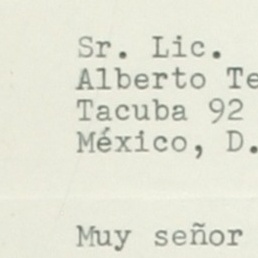 Sr. Lic.
Alberto Te
Tacuba 92
México, D.
Muy señor